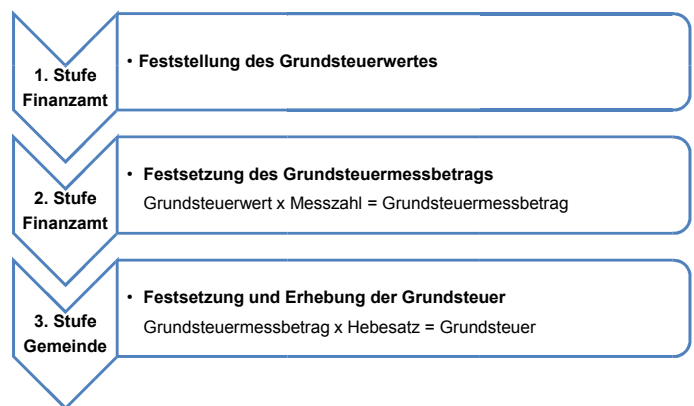 1. Stufe
Finanzamt
• Feststellung des Grundsteuerwertes
2. Stufe
Finanzamt
• Festsetzung des Grundsteuermessbetrags
Grundsteuerwert x Messzahl = Grundsteuermessbetrag
3. Stufe
Gemeinde
• Festsetzung und Erhebung der Grundsteuer
Grundsteuermessbetrag x Hebesatz = Grundsteuer